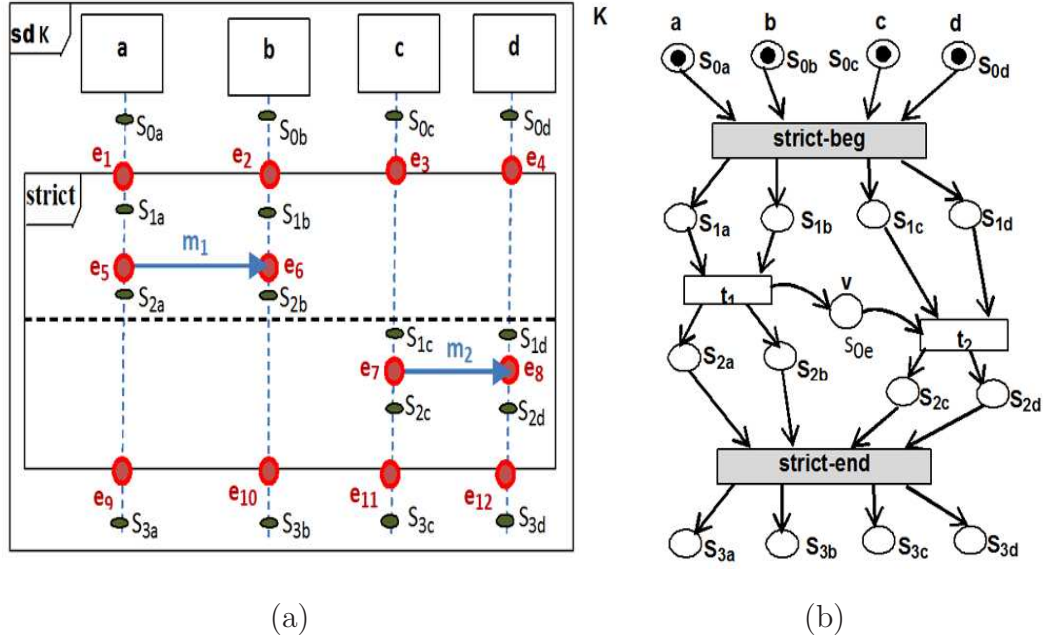 sd K
a b c d
S0a S0b S0c S0d
e1 e2 e3 e4
strict
S1a S1b
m1
e5 e6
S2a S2b
S1c S1d
m2
e7 e8
S2c S2d
e9 e10 e11 e12
S3a S3b S3c S3d
(a)
K
a b c d
S0a S0b S0c S0d
strict-beg
S1a S1b S1c S1d
v
t1
t2
S0e
S2a S2b S2c S2d
strict-end
S3a S3b S3c S3d
(b)